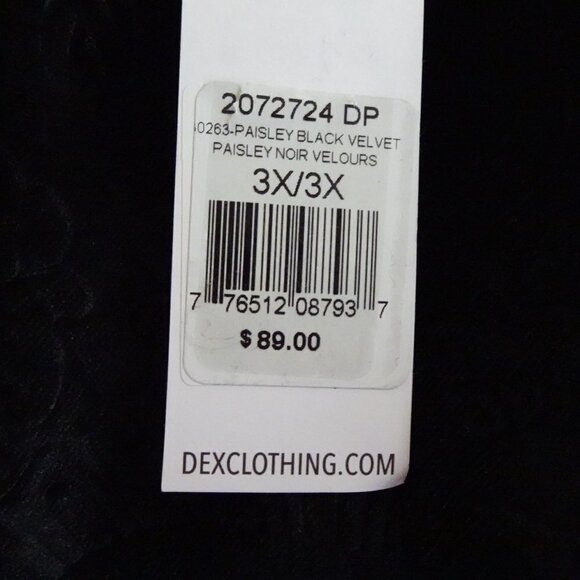 2072724 DP
0263-PAISLEY BLACK VELVET
PAISLEY NOIR VELOURS
3X/3X
7 76512 08793 7
$ 89.00
DEXCLOTHING.COM